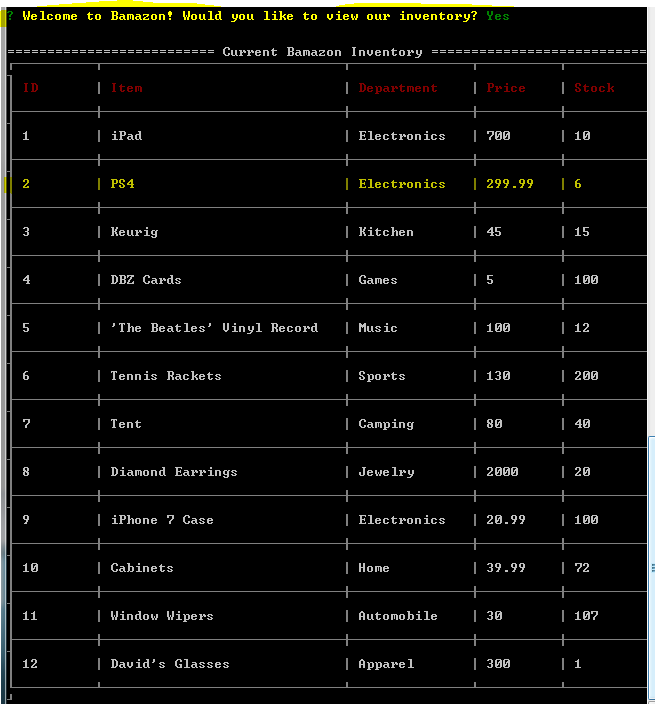 ? Welcome to Bamazon! Would you like to view our inventory? Yes
========================== Current Bamazon Inventory ===========================
ID | Item | Department | Price | Stock
1 | iPad | Electronics | 700 | 10
2 | PS4 | Electronics | 299.99 | 6
3 | Keurig | Kitchen | 45 | 15
4 | DBZ Cards | Games | 5 | 100
5 | 'The Beatles' Vinyl Record | Music | 100 | 12
6 | Tennis Rackets | Sports | 130 | 200
7 | Tent | Camping | 80 | 40
8 | Diamond Earrings | Jewelry | 2000 | 20
9 | iPhone 7 Case | Electronics | 20.99 | 100
10 | Cabinets | Home | 39.99 | 72
11 | Window Wipers | Automobile | 30 | 107
12 | David's Glasses | Apparel | 300 | 1